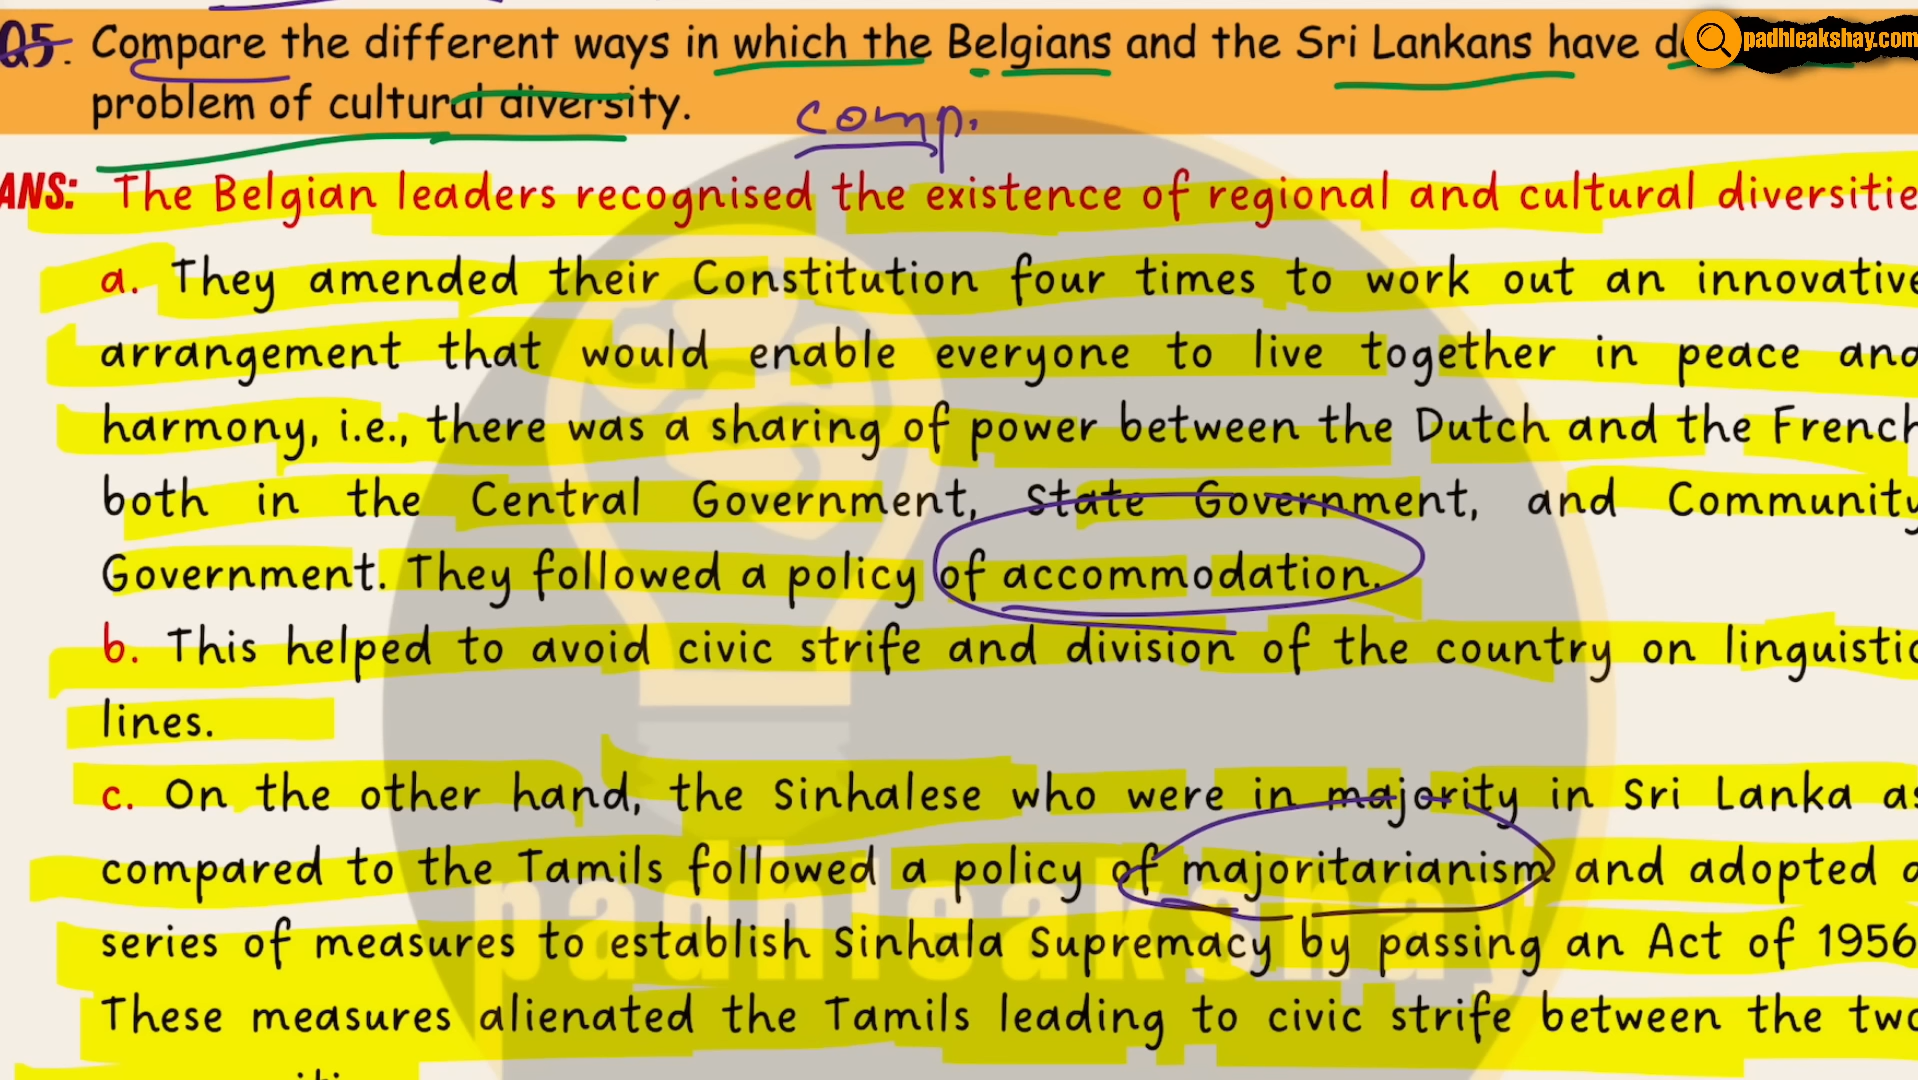 Q5. Compare the different ways in which the Belgians and the Sri Lankans have
padhleakshay.com
problem of cultural diversity.
comp.
ANS: The Belgian leaders recognised the existence of regional and cultural diversitie
a. They amended their Constitution four times to work out an innovative
arrangement that would enable everyone to live together in peace and
harmony, i.e., there was a sharing of power between the Dutch and the French
both in the Central Government, State Government, and Community
Government. They followed a policy of accommodation.
b. This helped to avoid civic strife and division of the country on linguistic
lines.
c. On the other hand, the Sinhalese who were in majority in Sri Lanka as
compared to the Tamils followed a policy of majoritarianism and adopted a
series of measures to establish Sinhala Supremacy by passing an Act of 1956
These measures alienated the Tamils leading to civic strife between the two
padhleakshay